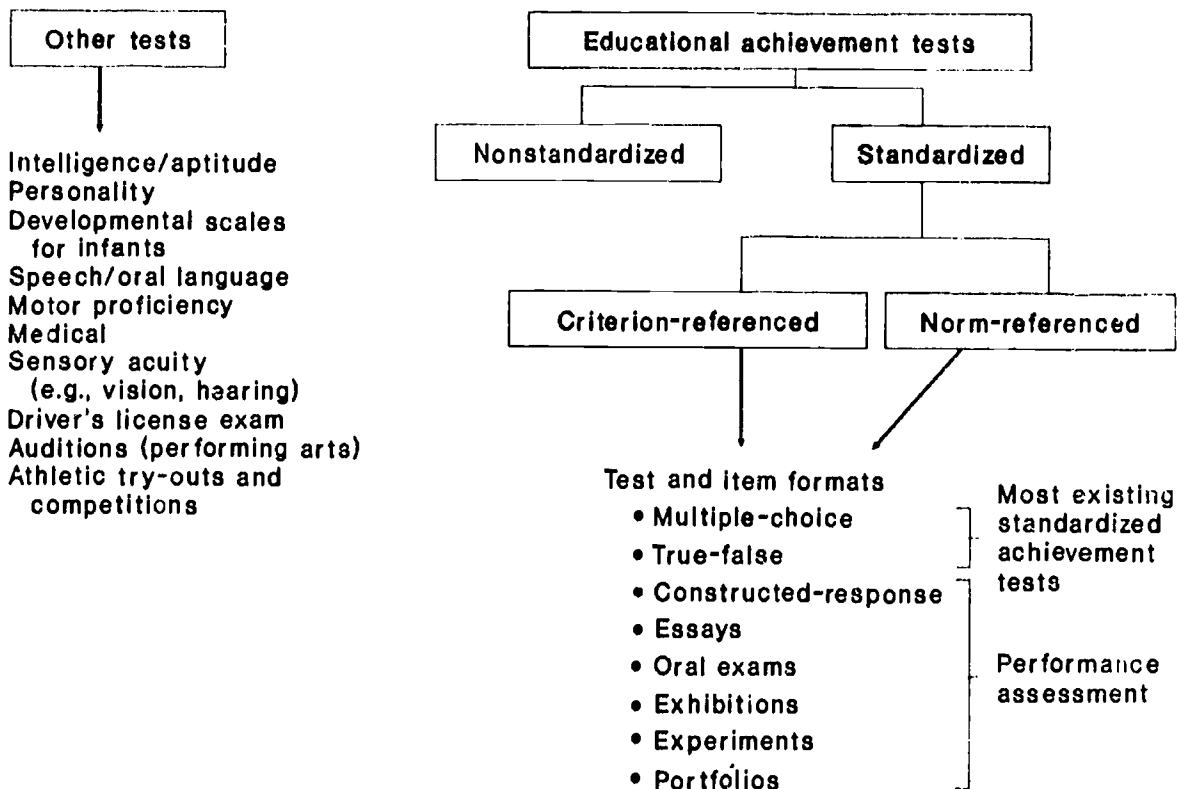 Other tests
Intelligence/aptitude
Personality
Developmental scales
for infants
Speech/oral language
Motor proficiency
Medical
Sensory acuity
(e.g., vision, hearing)
Driver's license exam
Auditions (performing arts)
Athletic try-outs and
competitions
Educational achievement tests
Nonstandardized
Standardized
Criterion-referenced
Norm-referenced
Test and item formats
• Multiple-choice
• True-false
• Constructed-response
• Essays
• Oral exams
• Exhibitions
• Experiments
• Portfolios
Most existing
standardized
achievement
tests
Performance
assessment